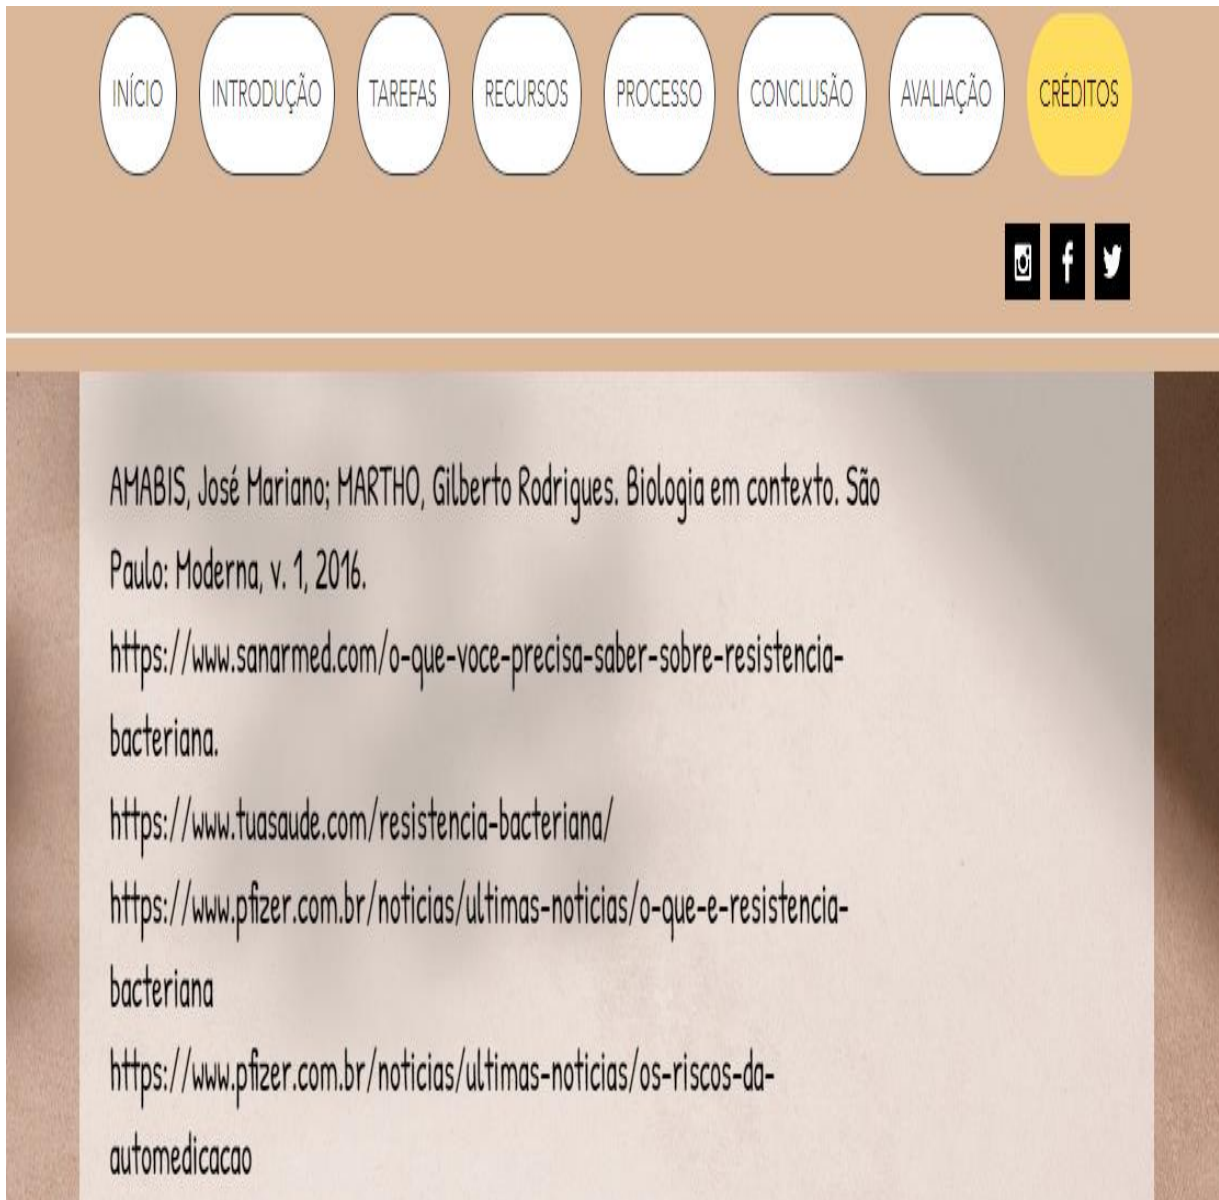 INÍCIO INTRODUÇÃO TAREFAS RECURSOS PROCESSO CONCLUSÃO AVALIAÇÃO CRÉDITOS
AMABIS, José Mariano; MARTHO, Gilberto Rodrigues. Biologia em contexto. São
Paulo: Moderna, v. 1, 2016.
https://www.sanarmed.com/o-que-voce-precisa-saber-sobre-resistencia-
bacteriana.
https://www.tuasaude.com/resistencia-bacteriana/
https://www.pfizer.com.br/noticias/ultimas-noticias/o-que-e-resistencia-
bacteriana
https://www.pfizer.com.br/noticias/ultimas-noticias/os-riscos-da-
automedicacao